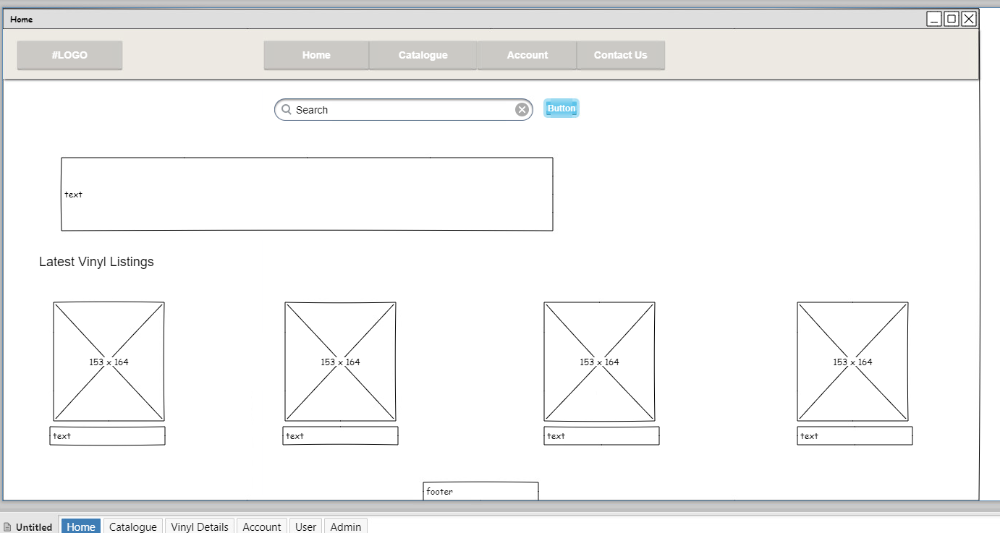 Home
#LOGO Home Catalogue Account Contact Us
Search Button
text
Latest Vinyl Listings
153 x 164 153 x 164 153 x 164 153 x 164
text text text text
footer
Untitled Home Catalogue Vinyl Details Account User Admin